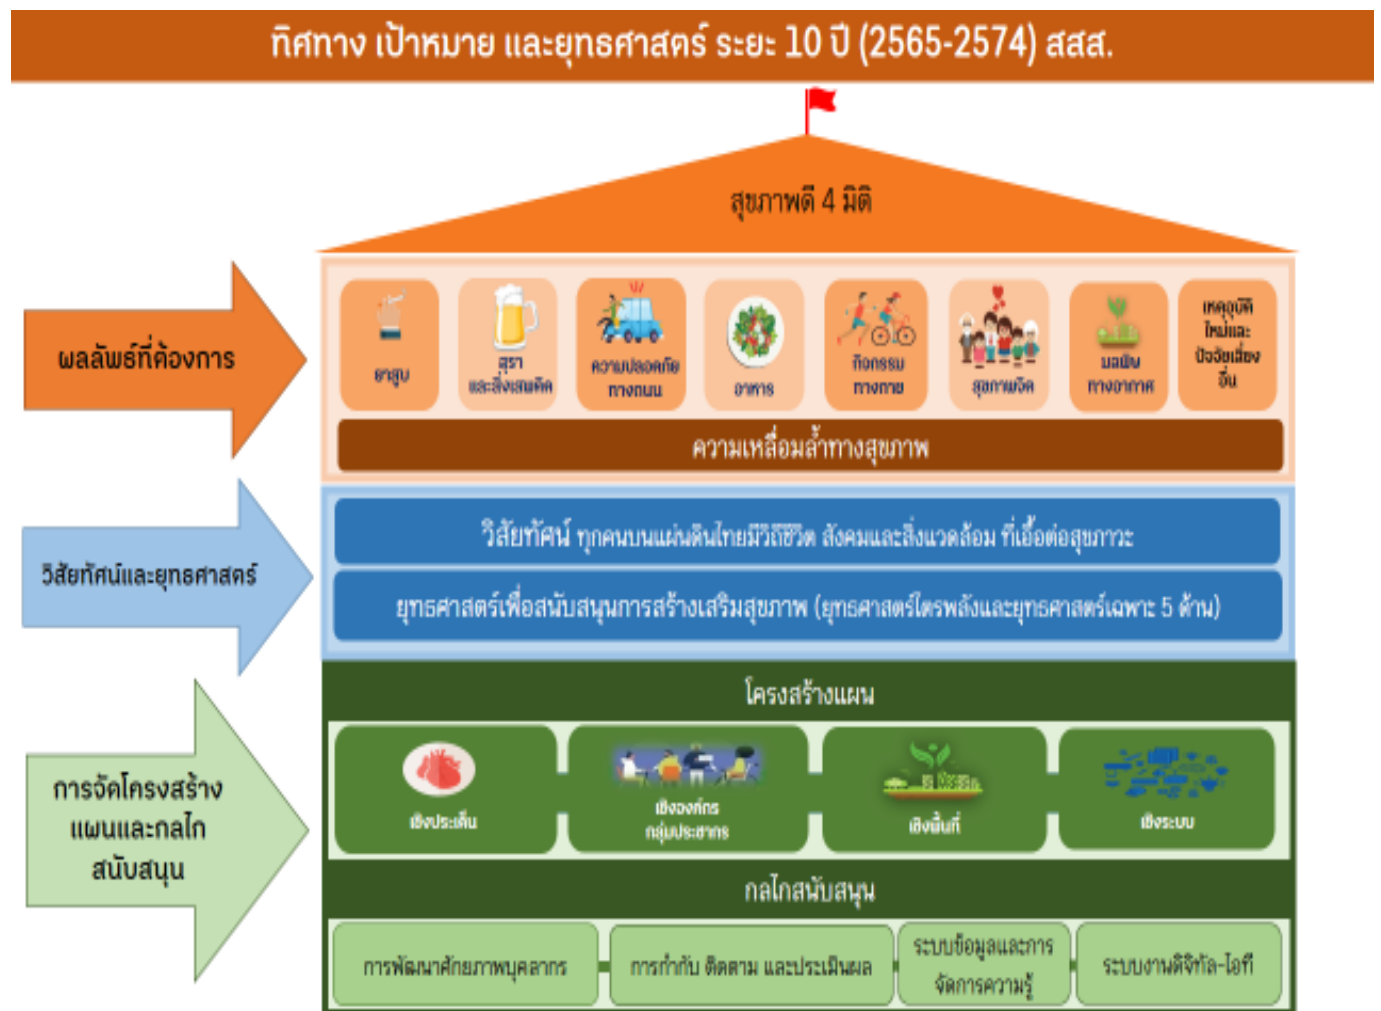 ทิศทาง เป้าหมาย และยุทธศาสตร์ ระยะ 10 ปี (2565-2574) สสส.
สุขภาพดี 4 มิติ
ผลลัพธ์ที่ต้องการ
ยาสูบ
สุรา
และสิ่งเสพติด
ความปลอดภัย
ทางถนน
อาหาร
กิจกรรม
ทางกาย
สุขภาพจิต
มลพิษ
ทางอากาศ
เหตุอุบัติ
ใหม่และ
ปัจจัยเสี่ยง
อื่น
ความเหลื่อมล้ำทางสุขภาพ
วิสัยทัศน์และยุทธศาสตร์
วิสัยทัศน์ ทุกคนบนแผ่นดินไทยมีวิถีชีวิต สังคมและสิ่งแวดล้อม ที่เอื้อต่อสุขภาวะ
ยุทธศาสตร์เพื่อสนับสนุนการสร้างเสริมสุขภาพ (ยุทธศาสตร์ไตรพลังและยุทธศาสตร์เฉพาะ 5 ด้าน)
การจัดโครงสร้าง
แผนและกลไก
สนับสนุน
โครงสร้างแผน
เชิงประเด็น
เชิงองค์กร
กลุ่มประชากร
เชิงพื้นที่
เชิงระบบ
กลไกสนับสนุน
การพัฒนาศักยภาพบุคลากร
การกำกับ ติดตาม และประเมินผล
ระบบข้อมูลและการ
จัดการความรู้
ระบบงานดิจิทัล-ไอที